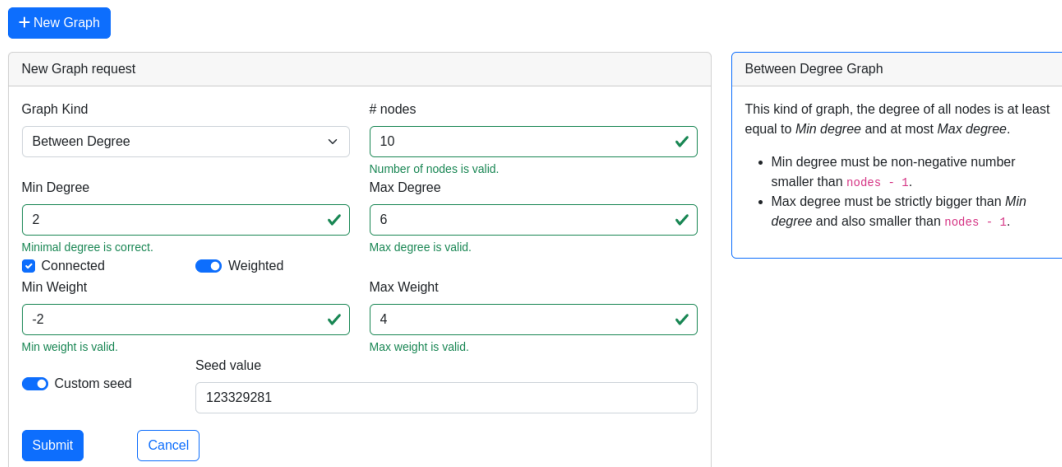 New Graph
New Graph request
Graph Kind
# nodes
Between Degree
10
Number of nodes is valid.
Min Degree
Max Degree
2
6
Minimal degree is correct.
Max degree is valid.
Connected
Weighted
Min Weight
Max Weight
-2
4
Min weight is valid.
Max weight is valid.
Seed value
Custom seed
123329281
Submit
Cancel
Between Degree Graph
This kind of graph, the degree of all nodes is at least
equal to Min degree and at most Max degree.
• Min degree must be non-negative number
smaller than nodes - 1.
• Max degree must be strictly bigger than Min
degree and also smaller than nodes - 1.